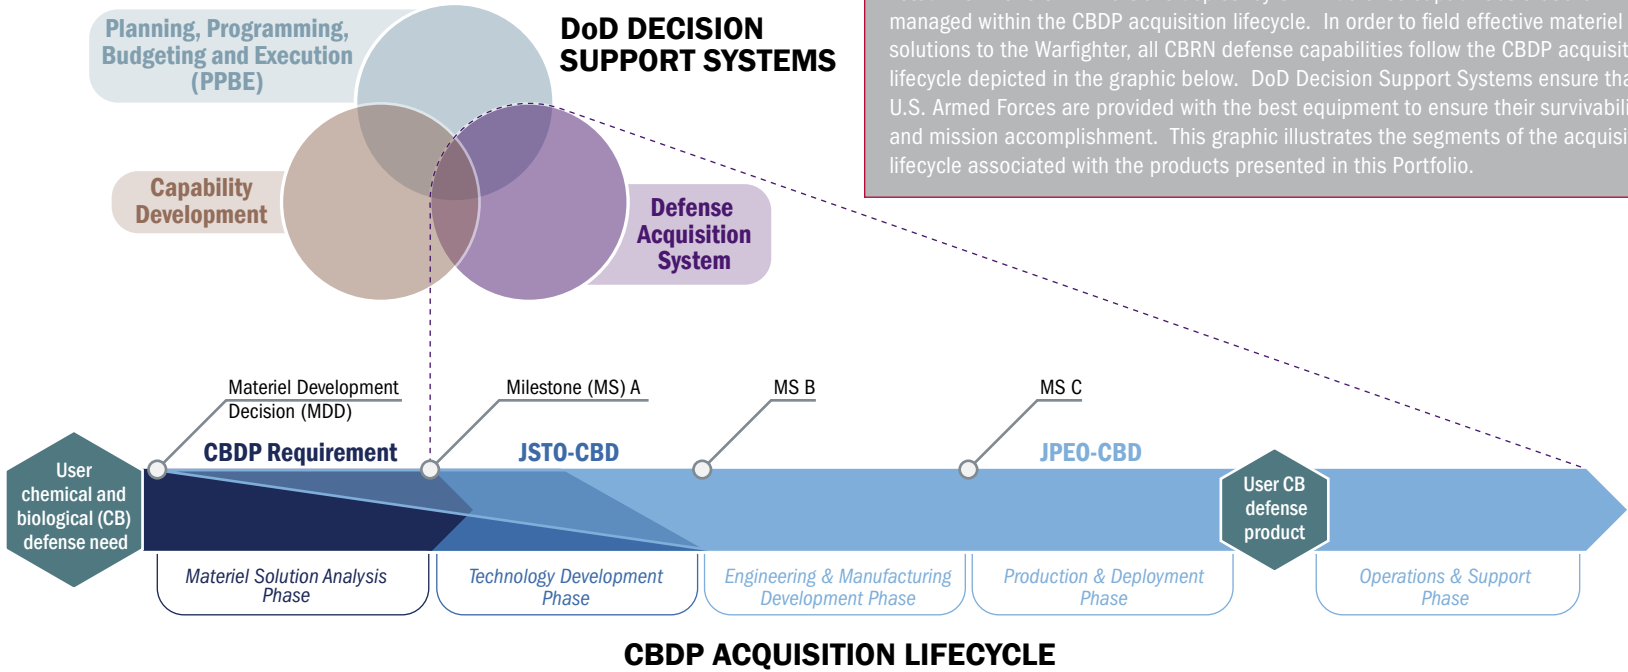 DoD DECISION
SUPPORT SYSTEMS
Planning, Programming,
Budgeting and Execution
(PPBE)
Capability
Development
Defense
Acquisition
System
managed within the CBDP acquisition lifecycle.  In order to field effective materiel
solutions to the Warfighter, all CBRN defense capabilities follow the CBDP
lifecycle depicted in the graphic below.  DoD Decision Support Systems ensure
U.S. Armed Forces are provided with the best equipment to ensure their
and mission accomplishment.  This graphic illustrates the segments of the
lifecycle associated with the products presented in this Portfolio.
Materiel Development
Decision (MDD)
Milestone (MS) A
MS B
MS C
CBDP Requirement
JSTO-CBD
JPEO-CBD
User
chemical and
biological (CB)
defense need
User CB
defense
product
Materiel Solution Analysis
Phase
Technology Development
Phase
Engineering & Manufacturing
Development Phase
Production & Deployment
Phase
Operations & Support
Phase
CBDP ACQUISITION LIFECYCLE